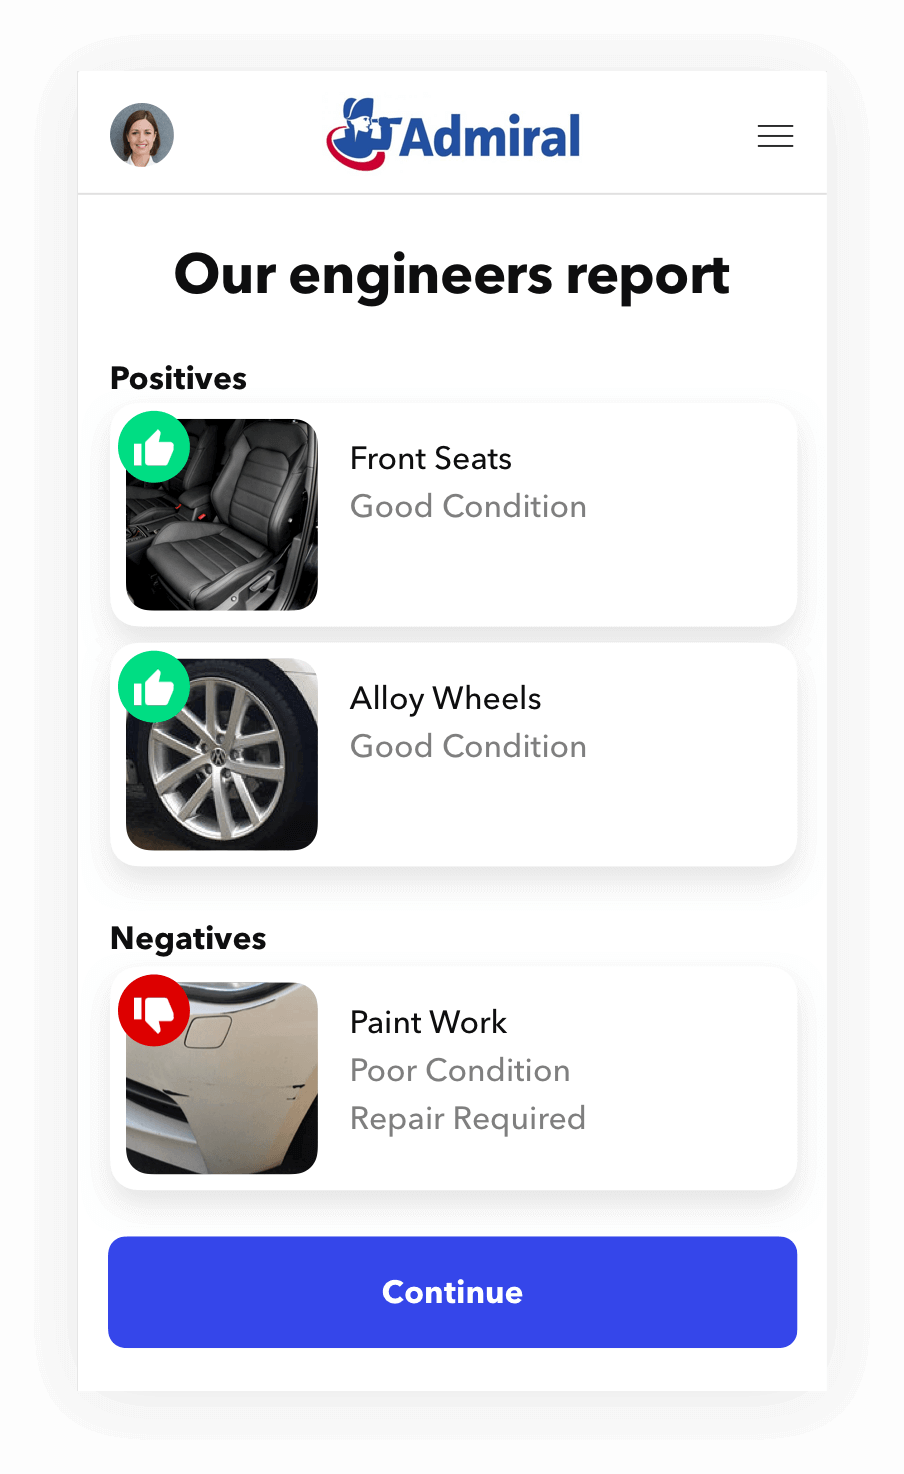 Admiral
Our engineers report
Positives
Front Seats
Good Condition
Alloy Wheels
Good Condition
Negatives
Paint Work
Poor Condition
Repair Required
Continue